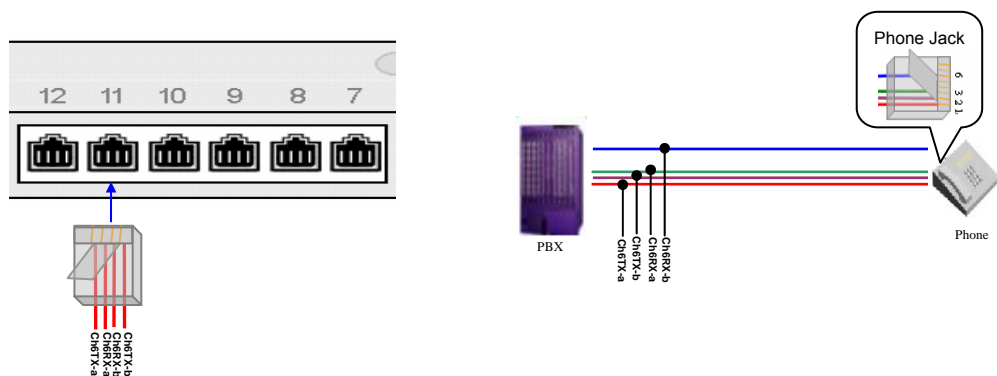 12 11 10 9 8 7
Ch6TX-a
Ch6RX-a
Ch6RX-b
Ch6TX-b
PBX
Ch6TX-a
Ch6TX-b
Ch6RX-a
Ch6RX-b
Phone Jack
6 3 2 1
Phone